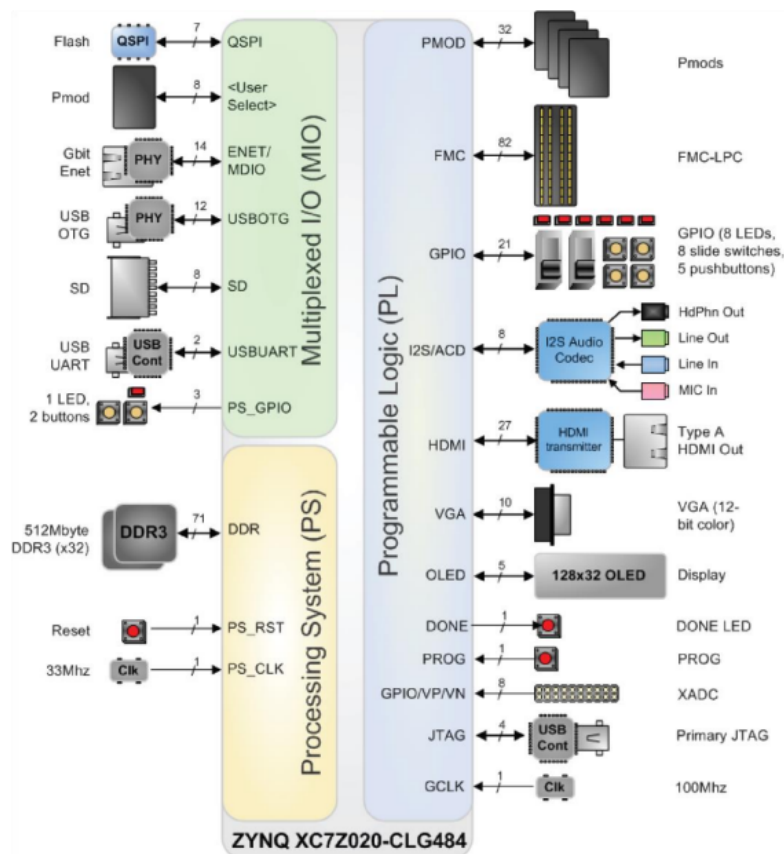 Flash
QSPI
7
QSPI
Pmod
8
<User
Select>
Gbit
Enet
PHY
14
ENET/
MDIO
USB
OTG
PHY
12
USBOTG
SD
8
SD
USB
UART
USB
Cont
2
USBUART
1 LED,
2 buttons
3
PS_GPIO
Multiplexed I/O (MIO)
512Mbyte
DDR3 (x32)
DDR3
71
DDR
Reset
1
PS_RST
33Mhz
Clk
1
PS_CLK
Processing System (PS)
Programmable Logic (PL)
PMOD
32
Pmods
FMC
82
FMC-LPC
GPIO
21
GPIO (8 LEDs,
8 slide switches,
5 pushbuttons)
I2S/ACD
8
I2S Audio
Codec
HdPhn Out
Line Out
Line In
MIC In
HDMI
27
HDMI
transmitter
Type A
HDMI Out
VGA
10
VGA (12-
bit color)
OLED
5
128x32 OLED
Display
DONE
1
DONE LED
PROG
1
PROG
GPIO/VP/VN
8
XADC
JTAG
4
USB
Cont
Primary JTAG
GCLK
1
Clk
100Mhz
ZYNQ XC7Z020-CLG484